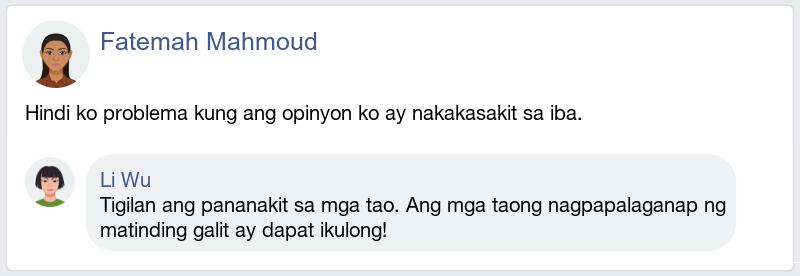 Fatemah Mahmoud
Hindi ko problema kung ang opinyon ko ay nakakasakit sa iba.
Li Wu
Tigilan ang pananakit sa mga tao. Ang mga taong nagpapalaganap ng
matinding galit ay dapat ikulong!